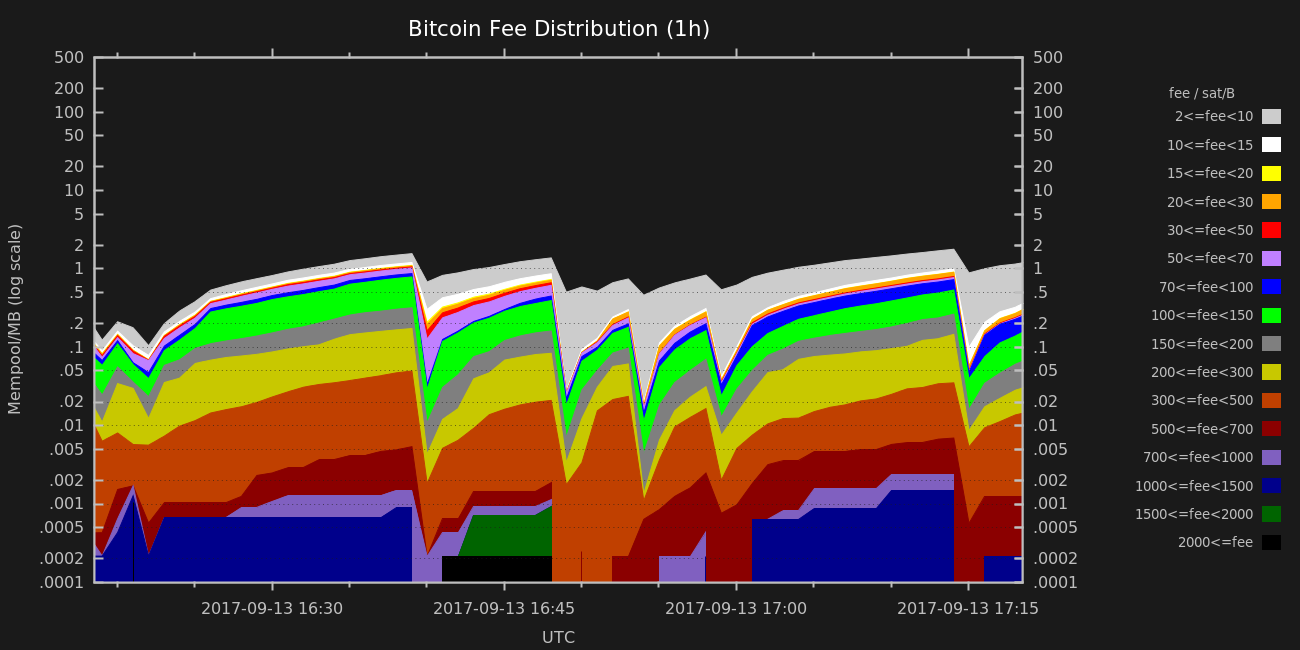 Bitcoin Fee Distribution (1h)
Mempool/MB (log scale)
500
200
100
50
20
10
5
2
1
.5
.2
.1
.05
.02
.01
.005
.002
.001
.0005
.0002
.0001
500
200
100
50
20
10
5
2
1
.5
.2
.1
.05
.02
.01
.005
.002
.001
.0005
.0002
.0001
2017-09-13 16:30
2017-09-13 16:45
2017-09-13 17:00
2017-09-13 17:15
UTC
fee / sat/B
2<=fee<10
10<=fee<15
15<=fee<20
20<=fee<30
30<=fee<50
50<=fee<70
70<=fee<100
100<=fee<150
150<=fee<200
200<=fee<300
300<=fee<500
500<=fee<700
700<=fee<1000
1000<=fee<1500
1500<=fee<2000
2000<=fee